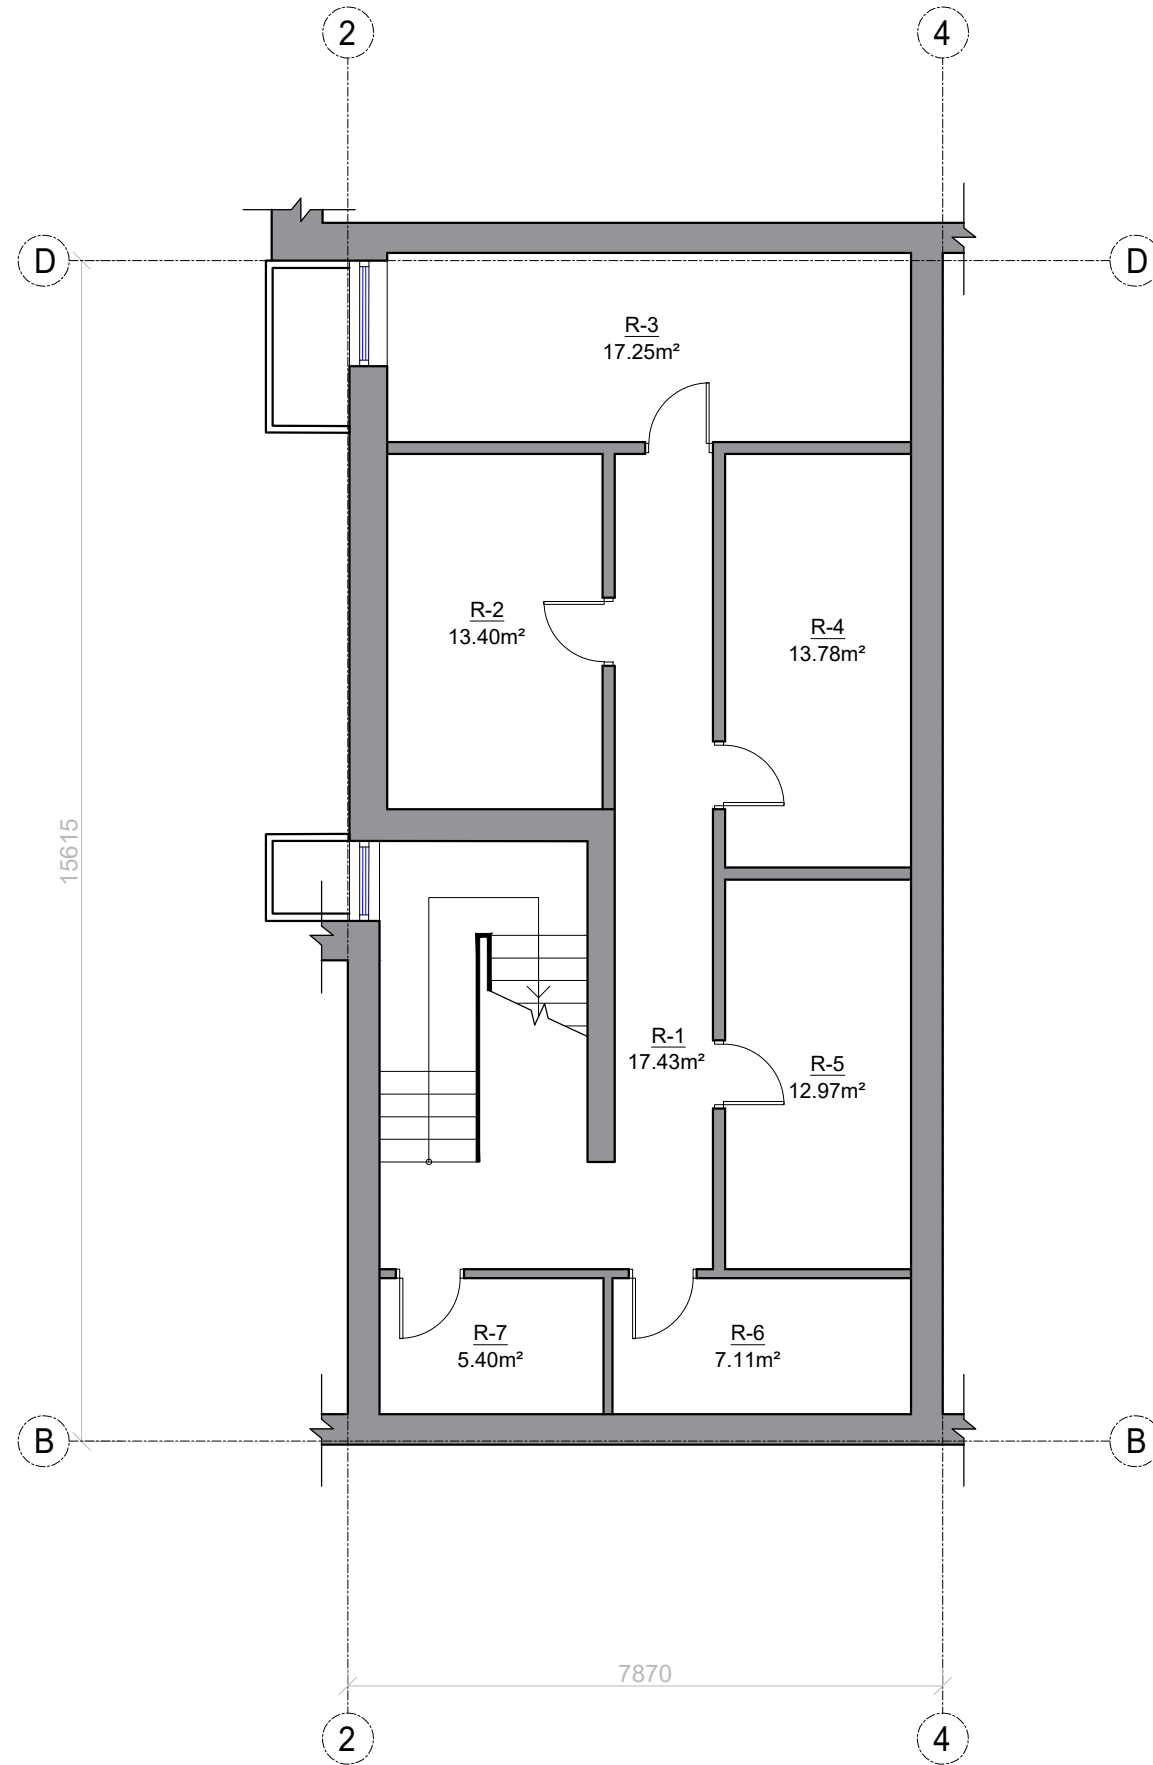 2
4
D
D
R-3
17.25m²
R-2
13.40m²
R-4
13.78m²
15615
R-1
17.43m²
R-5
12.97m²
R-7
5.40m²
R-6
7.11m²
B
B
7870
2
4